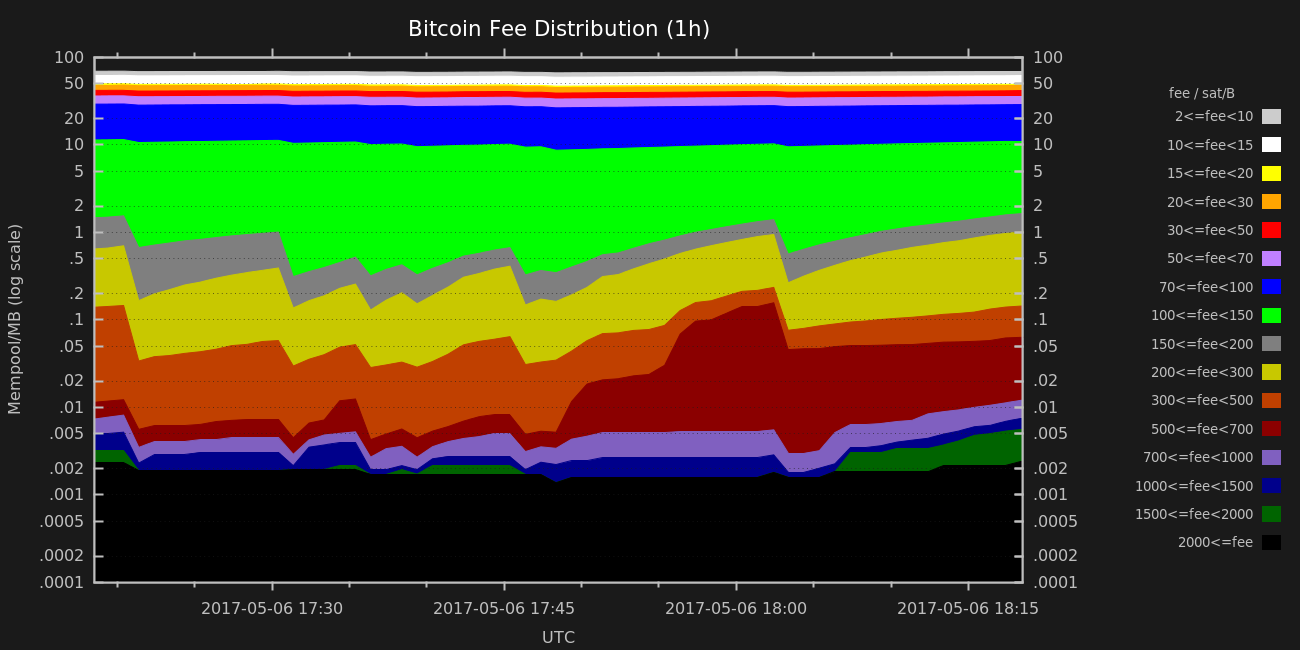 Bitcoin Fee Distribution (1h)
100
50
20
10
5
2
1
.5
.2
.1
.05
.02
.01
.005
.002
.001
.0005
.0002
.0001
Mempool/MB (log scale)
100
50
20
10
5
2
1
.5
.2
.1
.05
.02
.01
.005
.002
.001
.0005
.0002
.0001
2017-05-06 17:30
2017-05-06 17:45
2017-05-06 18:00
2017-05-06 18:15
UTC
fee / sat/B
2<=fee<10
10<=fee<15
15<=fee<20
20<=fee<30
30<=fee<50
50<=fee<70
70<=fee<100
100<=fee<150
150<=fee<200
200<=fee<300
300<=fee<500
500<=fee<700
700<=fee<1000
1000<=fee<1500
1500<=fee<2000
2000<=fee